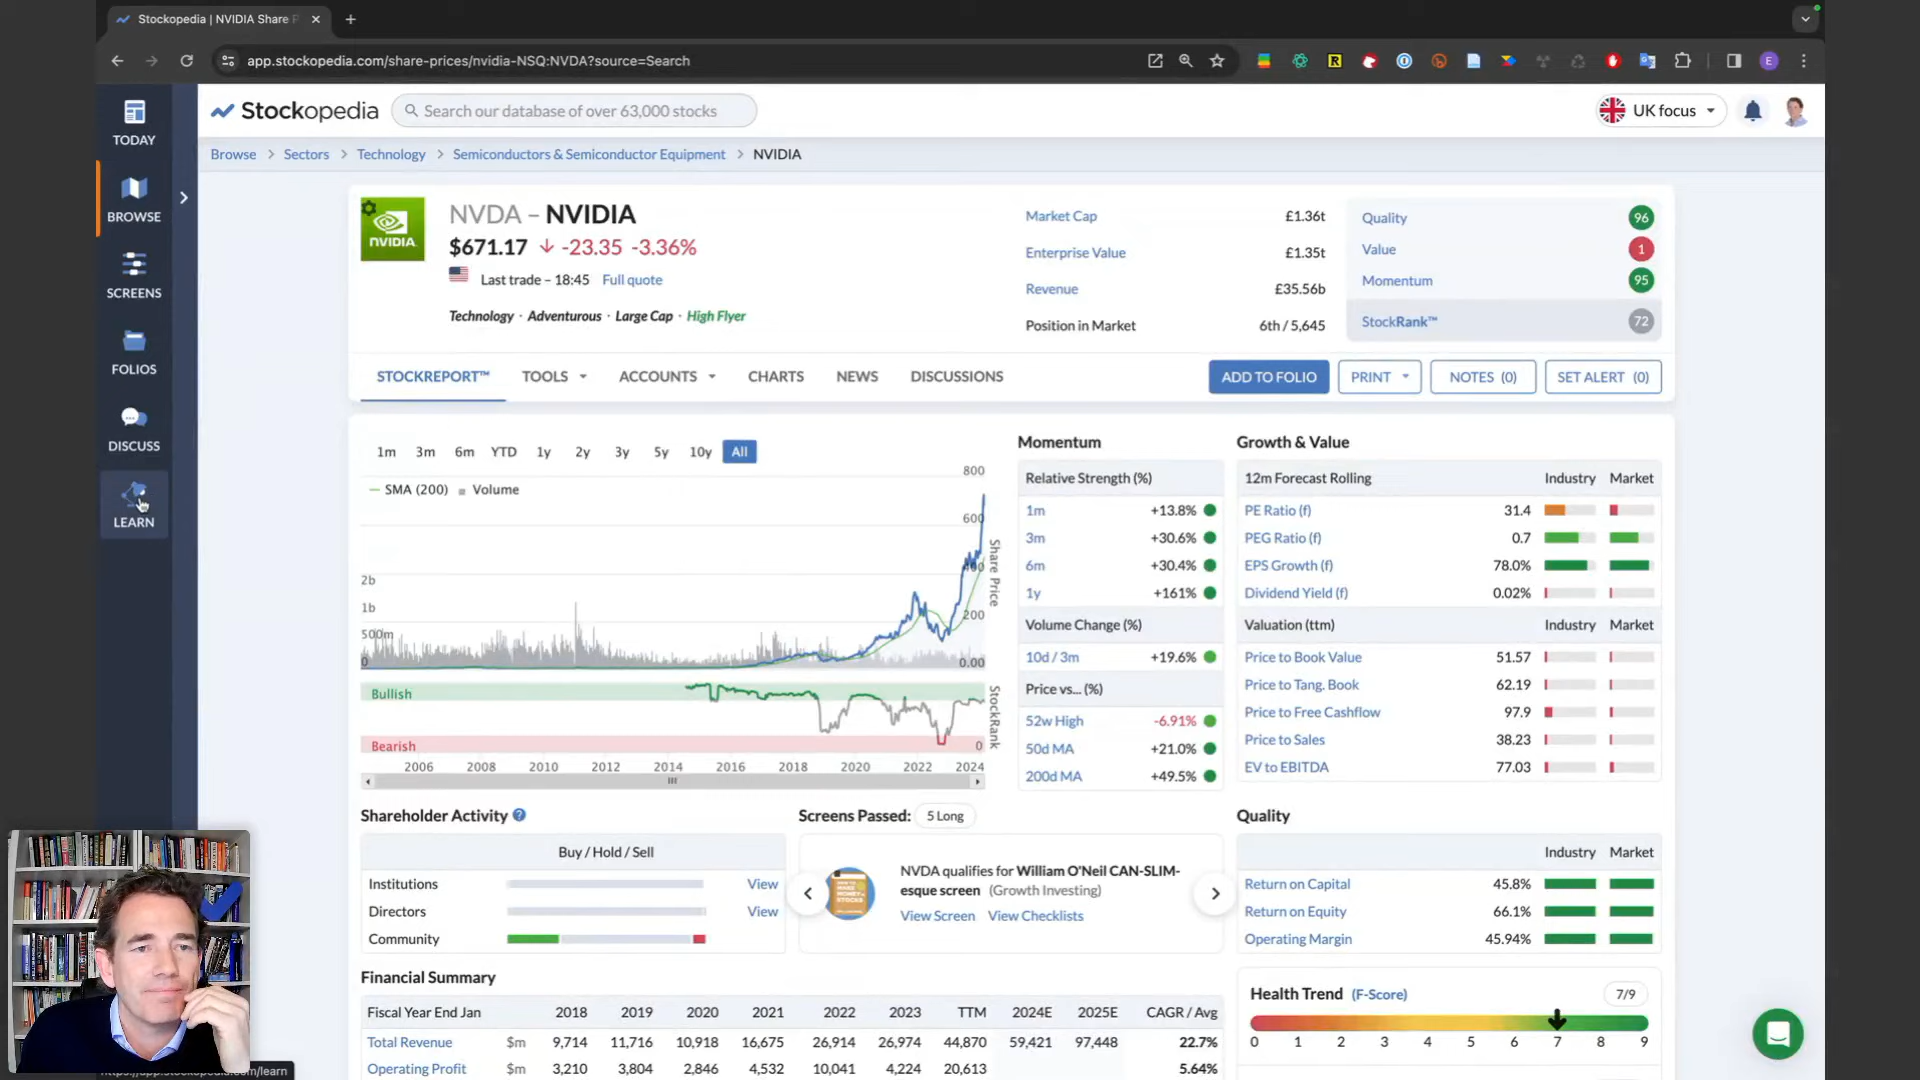 Stockopedia | NVIDIA Share P
app.stockopedia.com/share-prices/nvidia-NSQ:NVDA?source=Search
E
TODAY
BROWSE
SCREENS
FOLIOS
DISCUSS
LEARN
Stockopedia
Search our database of over 63,000 stocks
UK focus
Browse > Sectors > Technology > Semiconductors & Semiconductor Equipment > NVIDIA
NVIDIA
NVDA – NVIDIA
$671.17 ↓ -23.35 -3.36%
Last trade – 18:45 Full quote
Technology · Adventurous · Large Cap · High Flyer
Market Cap £1.36t
Enterprise Value £1.35t
Revenue £35.56b
Position in Market 6th / 5,645
Quality 96
Value 1
Momentum 95
StockRank™ 72
STOCKREPORT™ TOOLS ACCOUNTS CHARTS NEWS DISCUSSIONS
ADD TO FOLIO PRINT NOTES (0) SET ALERT (0)
1m 3m 6m YTD 1y 2y 3y 5y 10y All
SMA (200) Volume
800
600
400
200
0.00
Share Price
2b
1b
500m
0
Bullish
Bearish
0
StockRank
2006 2008 2010 2012 2014 2016 2018 2020 2022 2024
Momentum
Relative Strength (%)
1m +13.8%
3m +30.6%
6m +30.4%
1y +161%
Volume Change (%)
10d / 3m +19.6%
Price vs... (%)
52w High -6.91%
50d MA +21.0%
200d MA +49.5%
Growth & Value
12m Forecast Rolling Industry Market
PE Ratio (f) 31.4
PEG Ratio (f) 0.7
EPS Growth (f) 78.0%
Dividend Yield (f) 0.02%
Valuation (ttm) Industry Market
Price to Book Value 51.57
Price to Tang. Book 62.19
Price to Free Cashflow 97.9
Price to Sales 38.23
EV to EBITDA 77.03
Shareholder Activity
Buy / Hold / Sell
Institutions View
Directors View
Community
Screens Passed: 5 Long
NVDA qualifies for William O'Neil CAN-SLIM-
esque screen (Growth Investing)
View Screen View Checklists
Quality
Industry Market
Return on Capital 45.8%
Return on Equity 66.1%
Operating Margin 45.94%
Health Trend (F-Score) 7/9
0 1 2 3 4 5 6 7 8 9
Financial Summary
Fiscal Year End Jan 2018 2019 2020 2021 2022 2023 TTM 2024E 2025E CAGR / Avg
Total Revenue $m 9,714 11,716 10,918 16,675 26,914 26,974 44,870 59,421 97,448 22.7%
Operating Profit $m 3,210 3,804 2,846 4,532 10,041 4,224 20,613 5.64%
https://app.stockopedia.com/learn